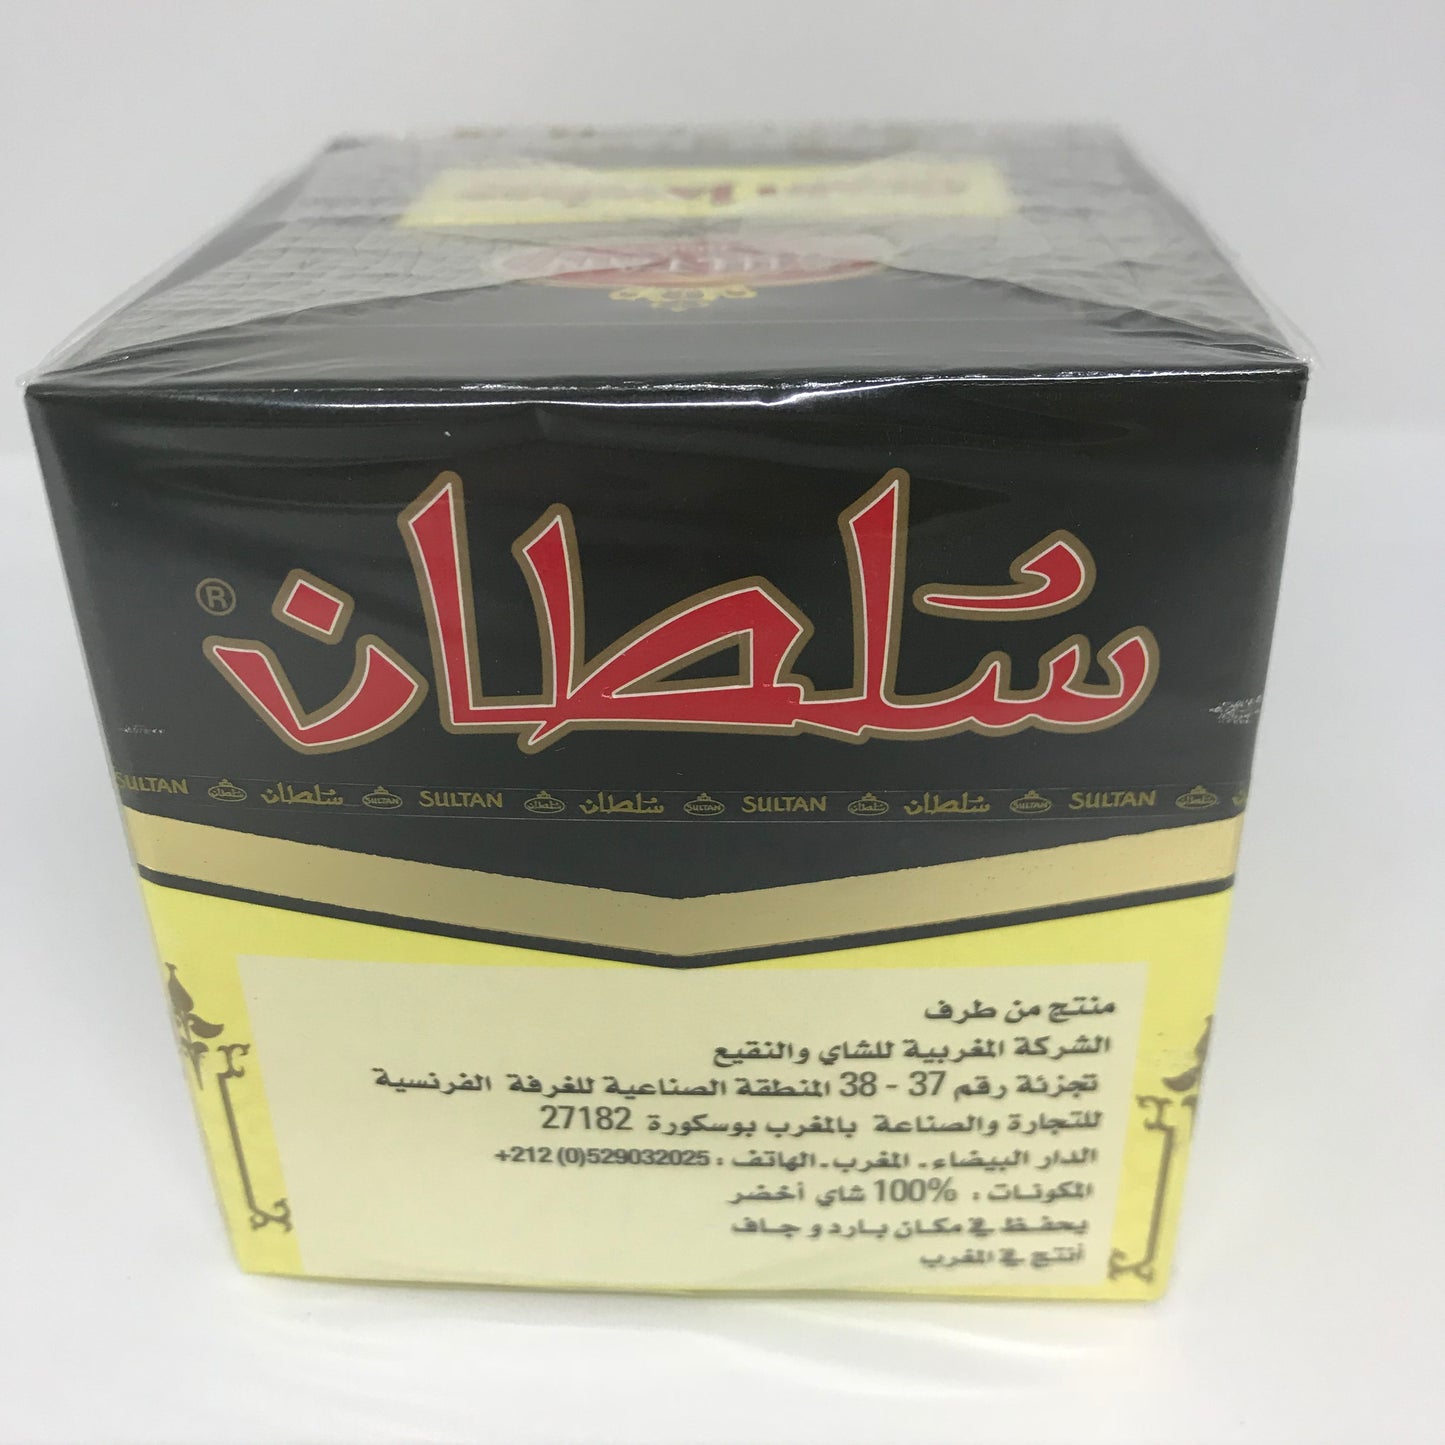 SULTAN
سُلطان ®
SULTAN سلطان SULTAN سلطان SULTAN سلطان SULTAN
منتج من طرف
الشركة المغربية للشاي والنقيع
تجزئة رقم 37 - 38 المنطقة الصناعية للغرفة الفرنسية
للتجارة والصناعة بالمغرب بوسكورة 27182
الدار البيضاء - المغرب - الهاتف : 529032025(0) 212+
المكونات : 100% شاي أخضر
يحفظ في مكان بارد و جاف
أنتج في المغرب